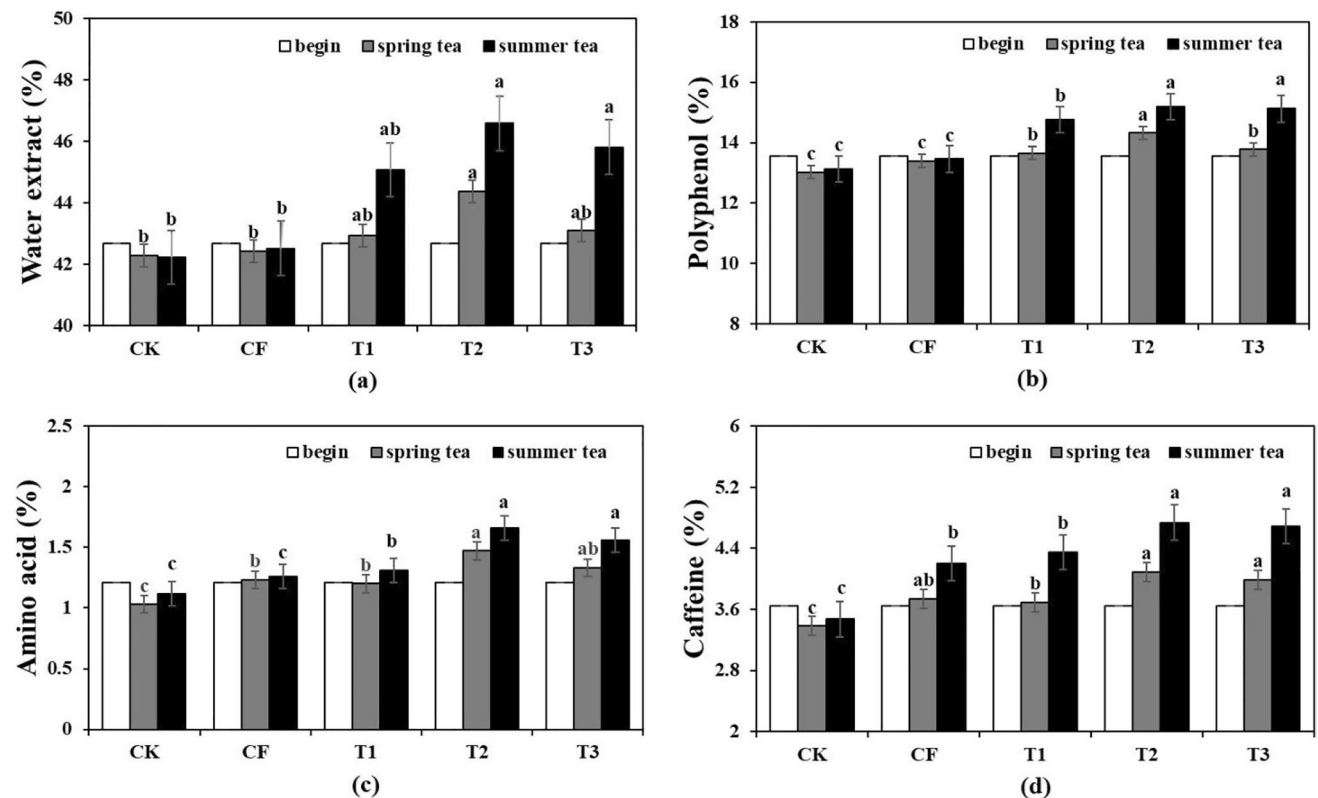 50
48
46
44
42
40
Water extract (%)
begin spring tea summer tea
b b b b ab ab a a ab a
CK CF T1 T2 T3
(a)
18
16
14
12
10
8
Polyphenol (%)
begin spring tea summer tea
c c c c b b a a b a
CK CF T1 T2 T3
(b)
2.5
2
1.5
1
0.5
0
Amino acid (%)
begin spring tea summer tea
c c b c b b a a ab a
CK CF T1 T2 T3
(c)
6
5.2
4.4
3.6
2.8
2
Caffeine (%)
begin spring tea summer tea
c c ab b b b a a a a
CK CF T1 T2 T3
(d)